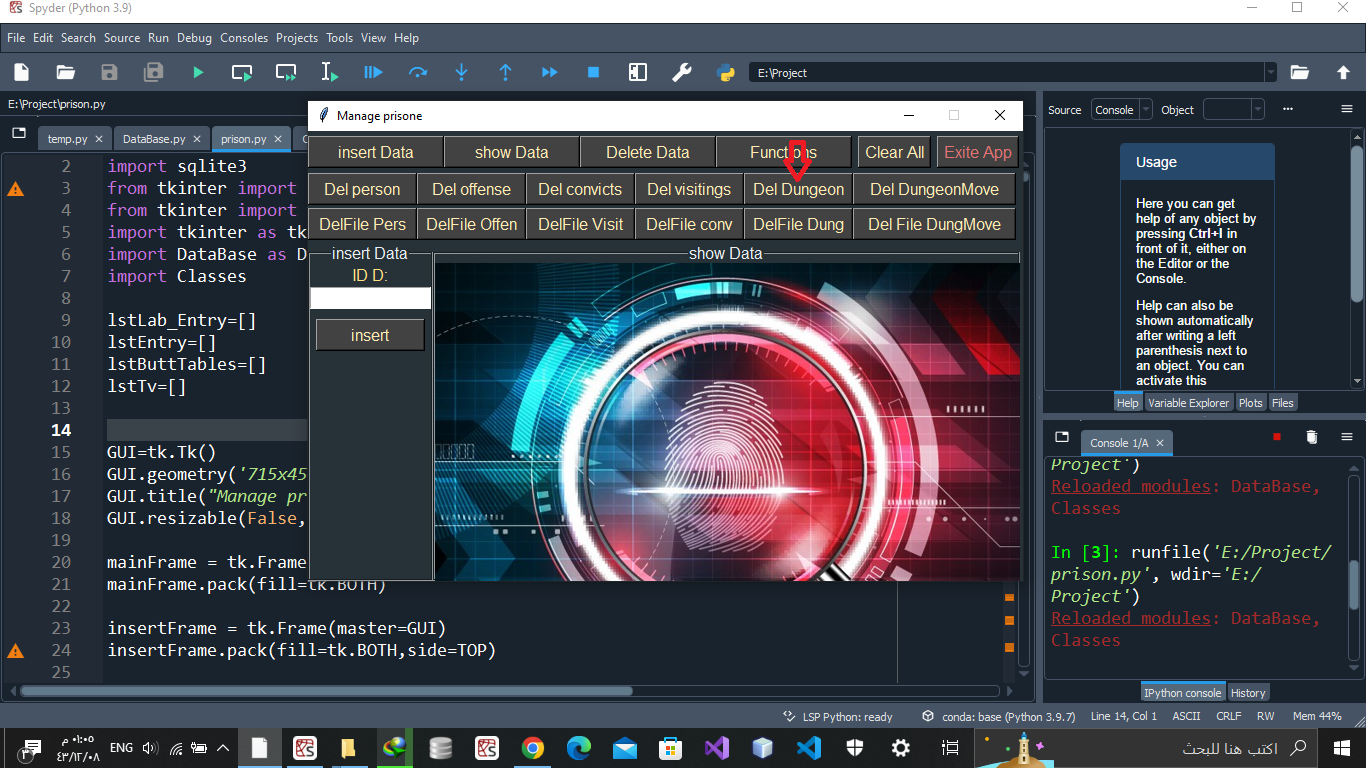 Spyder (Python 3.9)
File Edit Search Source Run Debug Consoles Projects Tools View Help
E:\Project
E:\Project\prison.py
temp.py
DataBase.py
prison.py
2 import sqlite3
3 from tkinter import
4 from tkinter import
5 import tkinter as tk
6 import DataBase as D
7 import Classes
8
9 lstLab_Entry=[]
10 lstEntry=[]
11 lstButtTables=[]
12 lstTv=[]
13
14
15 GUI=tk.Tk()
16 GUI.geometry('715x45
17 GUI.title("Manage pr
18 GUI.resizable(False,
19
20 mainFrame = tk.Frame
21 mainFrame.pack(fill=tk.BOTH)
22
23 insertFrame = tk.Frame(master=GUI)
24 insertFrame.pack(fill=tk.BOTH,side=TOP)
25
Manage prisone
insert Data show Data Delete Data Functions Clear All Exite App
Del person Del offense Del convicts Del visitings Del Dungeon Del DungeonMove
DelFile Pers DelFile Offen DelFile Visit DelFile conv DelFile Dung Del File DungMove
insert Data
ID D:
insert
show Data
Source Console Object
Usage
Here you can get
help of any object by
pressing Ctrl+I in
front of it, either on
the Editor or the
Console.
Help can also be
shown automatically
after writing a left
parenthesis next to
an object. You can
activate this
Help Variable Explorer Plots Files
Console 1/A
Project')
Reloaded modules: DataBase,
Classes
In [3]: runfile('E:/Project/
prison.py', wdir='E:/
Project')
Reloaded modules: DataBase,
Classes
IPython console History
LSP Python: ready conda: base (Python 3.9.7) Line 14, Col 1 ASCII CRLF RW Mem 44%
٣
٠١:٠٥ م
٤٣/١٢/٠٨
ENG
اكتب هنا للبحث